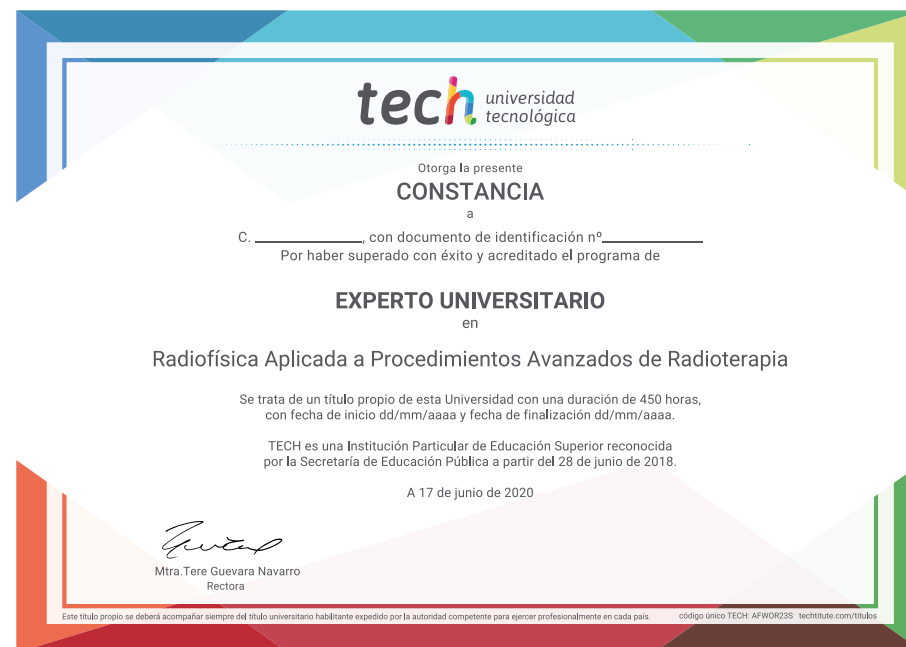 tech universidad
tecnológica
Otorga la presente
CONSTANCIA
a
C. ____________, con documento de identificación nº____________
Por haber superado con éxito y acreditado el programa de
EXPERTO UNIVERSITARIO
en
Radiofísica Aplicada a Procedimientos Avanzados de Radioterapia
Se trata de un título propio de esta Universidad con una duración de 450 horas,
con fecha de inicio dd/mm/aaaa y fecha de finalización dd/mm/aaaa.
TECH es una Institución Particular de Educación Superior reconocida
por la Secretaría de Educación Pública a partir del 28 de junio de 2018.
A 17 de junio de 2020
Mtra.Tere Guevara Navarro
Rectora
Este título propio se deberá acompañar siempre del título universitario habilitante expedido por la autoridad competente para ejercer profesionalmente en cada país. código único TECH: AFWOR23S techtitute.com/titulos